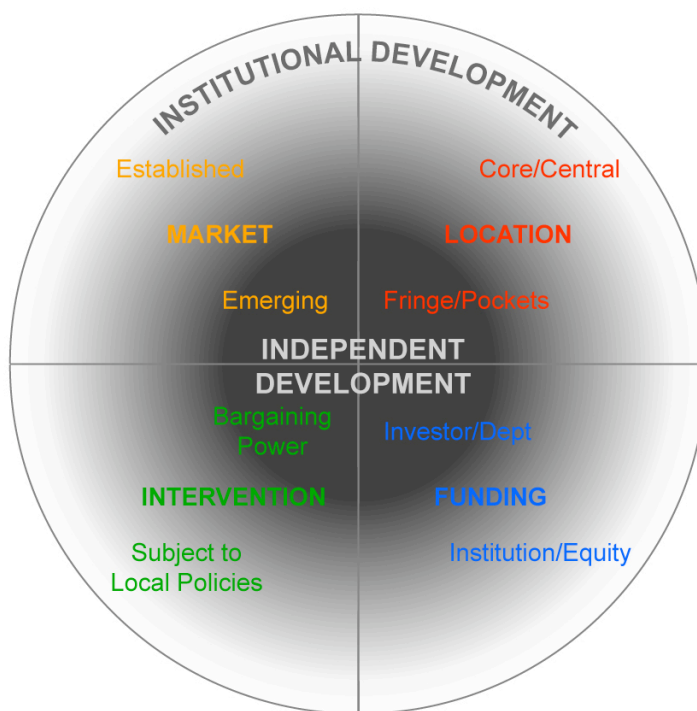 INSTITUTIONAL DEVELOPMENT
Established
Core/Central
MARKET
LOCATION
Emerging
Fringe/Pockets
INDEPENDENT
DEVELOPMENT
Bargaining
Power
Investor/Dept
INTERVENTION
FUNDING
Subject to
Local Policies
Institution/Equity